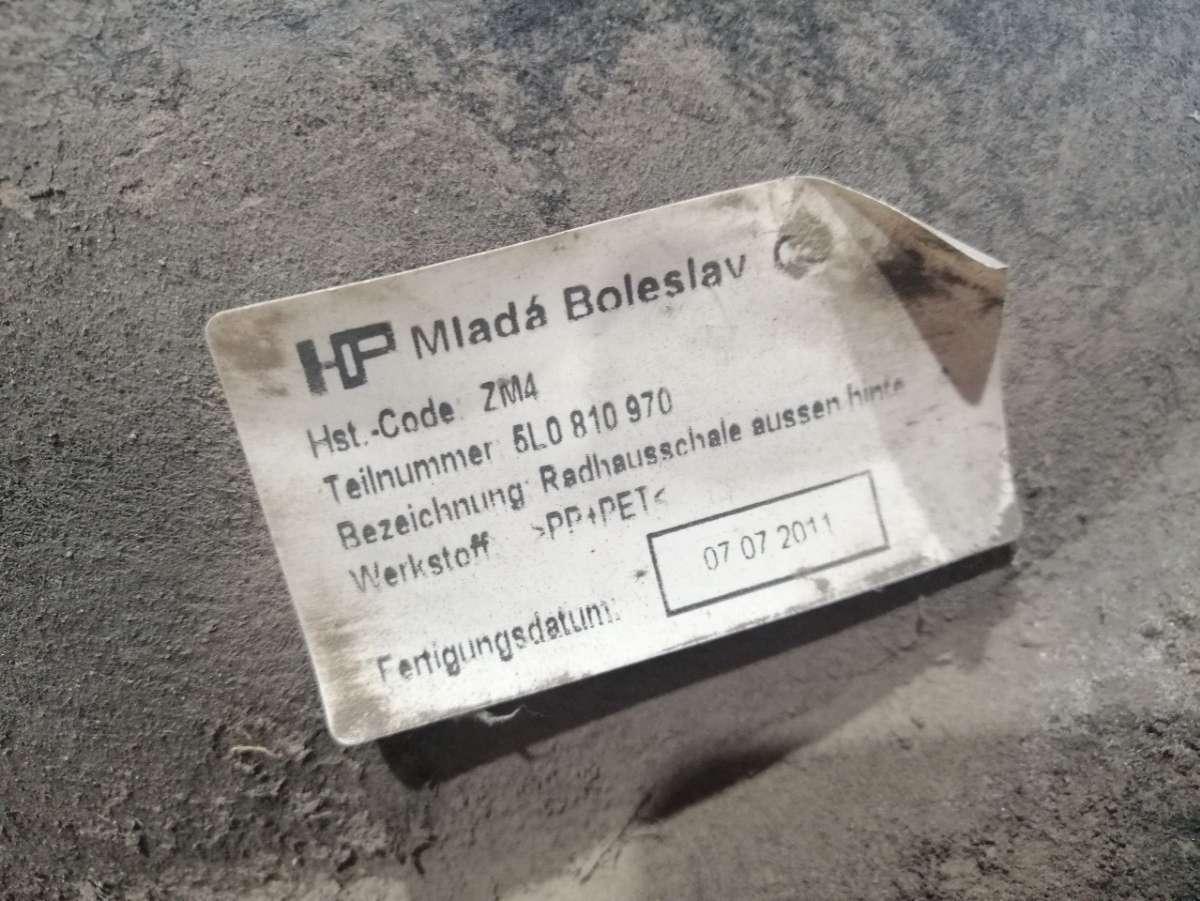 HP Mladá Boleslav
Hst.-Code: ZM4
Teilnummer: 5L0 810 970
Bezeichnung: Radhausschale aussen hinte
Werkstoff: >PP+PET<
Fertigungsdatum: 07 07 2011